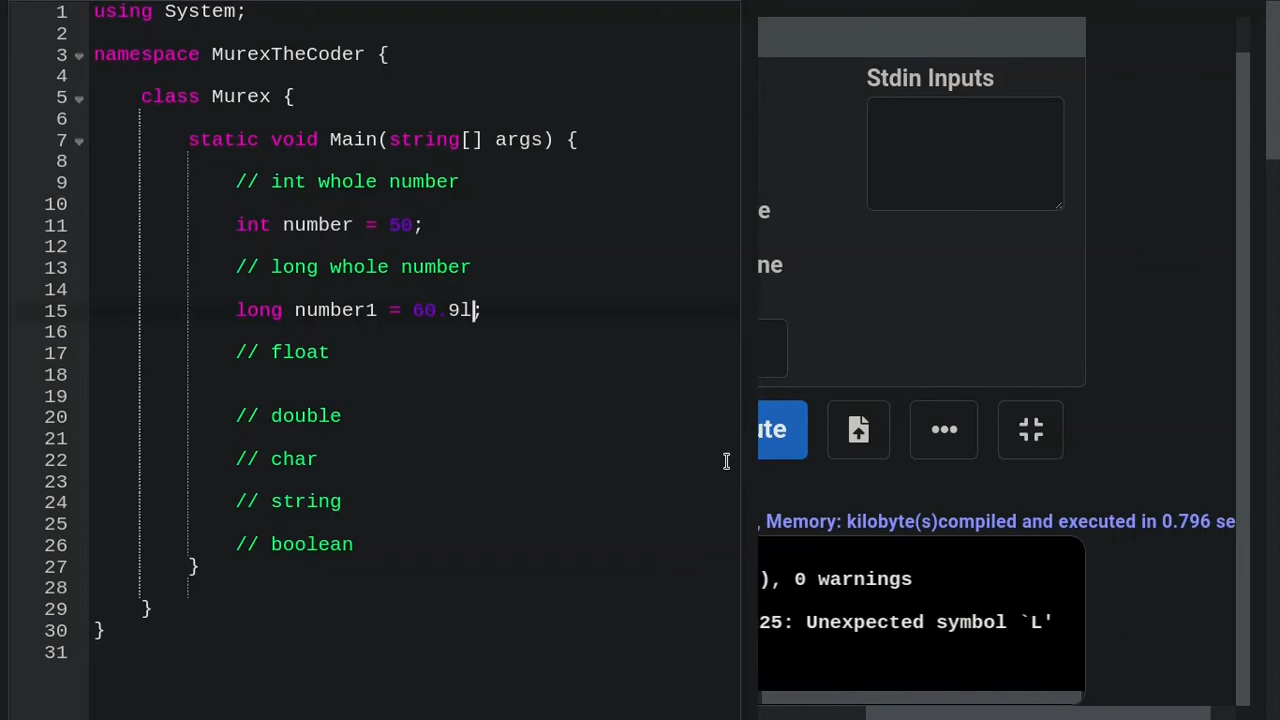 1 using System;
2
3 namespace MurexTheCoder {
4
5 class Murex {
6
7 static void Main(string[] args) {
8
9 // int whole number
10
11 int number = 50;
12
13 // long whole number
14
15 long number1 = 60.9l;
16
17 // float
18
19
20 // double
21
22 // char
23
24 // string
25
26 // boolean
27 }
28
29 }
30 }
31
Stdin Inputs
e
ne
ute
, Memory: kilobyte(s)compiled and executed in 0.796 se
), 0 warnings
25: Unexpected symbol `L'